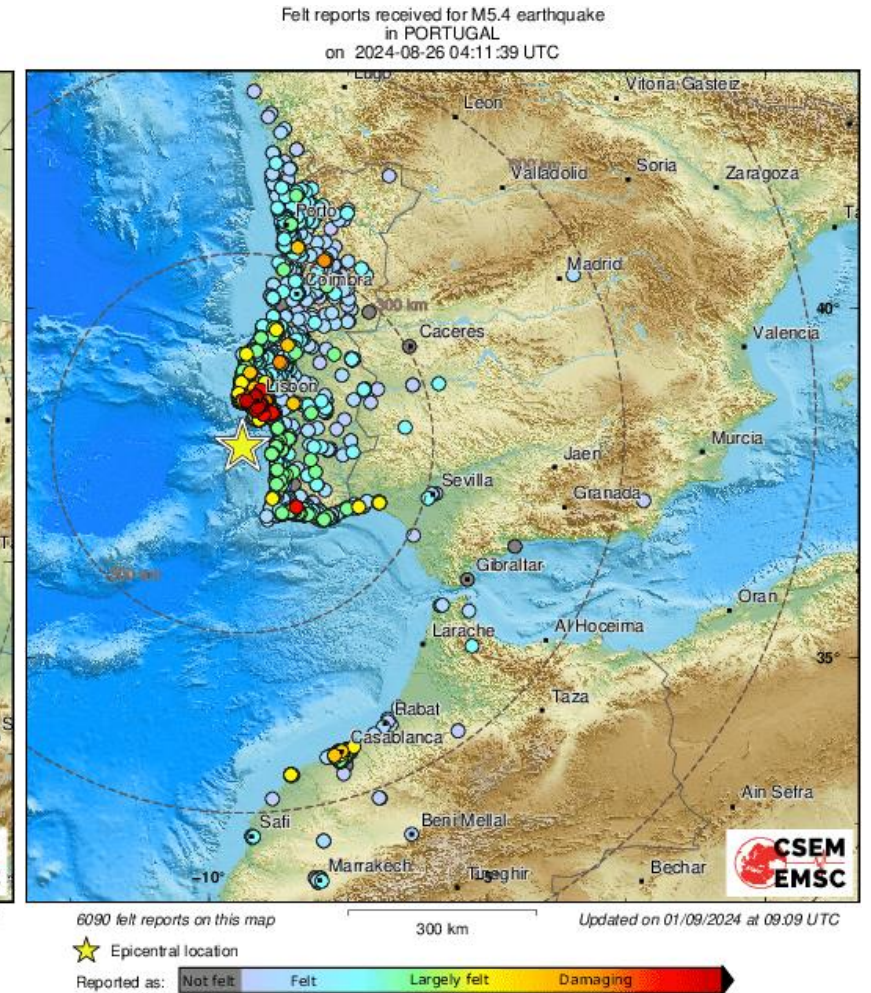 Felt reports received for M5.4 earthquake
in PORTUGAL
on 2024-08-26 04:11:39 UTC
Lugo
Vitoria Gasteiz
Leon
Valladolid
Soria
Zaragoza
Porto
Ta
Madrid
Coimbra
300 km
40°
Caceres
Valencia
Lisbon
Murcia
Jaen
Sevilla
Granada
T
Gibraltar
Oran
Larache
Al Hoceima
35°
Rabat
Taza
S
Casablanca
Ain Sefra
Safi
Beni Mellal
CSEM
EMSC
Marrakech
Tineghir
Bechar
-10°
-5°
6090 felt reports on this map
300 km
Updated on 01/09/2024 at 09:09 UTC
Epicentral location
Reported as:
Not felt
Felt
Largely felt
Damaging